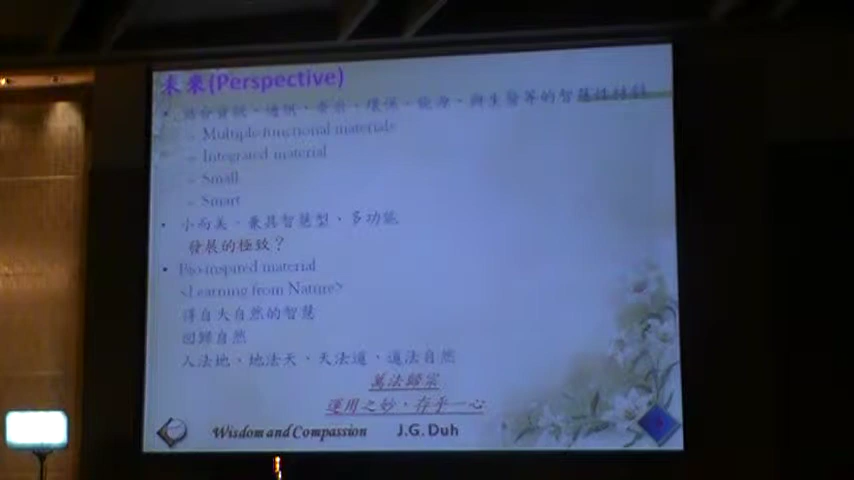 未來(Perspective)
• 結合資訊、通訊、奈米、環保、能源、與生醫等的智慧性材料
– Multiple functional materials
– Integrated material
– Small
– Smart
• 小而美、兼具智慧型、多功能
發展的極致？
• Bio-inspired material
<Learning from Nature>
得自大自然的智慧
回歸自然
人法地、地法天、天法道、道法自然
萬法歸宗
運用之妙，存乎一心
Wisdom and Compassion J.G. Duh